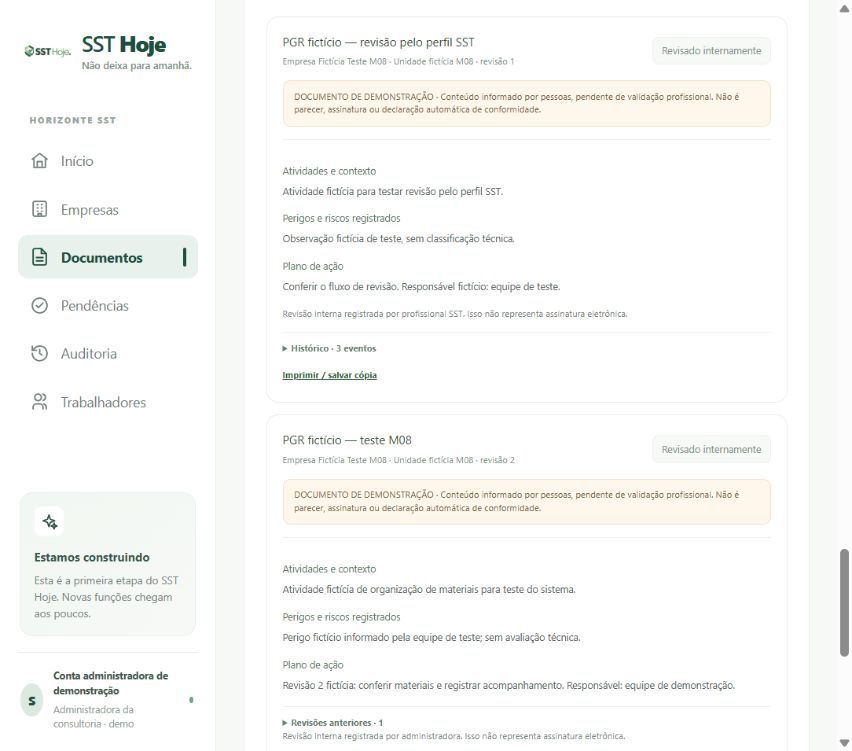 SST Hoje.
SST Hoje
Não deixa para amanhã.
HORIZONTE SST
Início
Empresas
Documentos
Pendências
Auditoria
Trabalhadores
Estamos construindo
Esta é a primeira etapa do SST
Hoje. Novas funções chegam
aos poucos.
S
Conta administradora de
demonstração
Administradora da
consultoria · demo
PGR fictício — revisão pelo perfil SST
Empresa Fictícia Teste M08 · Unidade fictícia M08 · revisão 1
Revisado internamente
DOCUMENTO DE DEMONSTRAÇÃO · Conteúdo informado por pessoas, pendente de validação profissional. Não é
parecer, assinatura ou declaração automática de conformidade.
Atividades e contexto
Atividade fictícia para testar revisão pelo perfil SST.
Perigos e riscos registrados
Observação fictícia de teste, sem classificação técnica.
Plano de ação
Conferir o fluxo de revisão. Responsável fictício: equipe de teste.
Revisão interna registrada por profissional SST. Isso não representa assinatura eletrônica.
Histórico · 3 eventos
Imprimir / salvar cópia
PGR fictício — teste M08
Empresa Fictícia Teste M08 · Unidade fictícia M08 · revisão 2
Revisado internamente
DOCUMENTO DE DEMONSTRAÇÃO · Conteúdo informado por pessoas, pendente de validação profissional. Não é
parecer, assinatura ou declaração automática de conformidade.
Atividades e contexto
Atividade fictícia de organização de materiais para teste do sistema.
Perigos e riscos registrados
Perigo fictício informado pela equipe de teste; sem avaliação técnica.
Plano de ação
Revisão 2 fictícia: conferir materiais e registrar acompanhamento. Responsável: equipe de demonstração.
Revisões anteriores · 1
Revisão interna registrada por administradora. Isso não representa assinatura eletrônica.